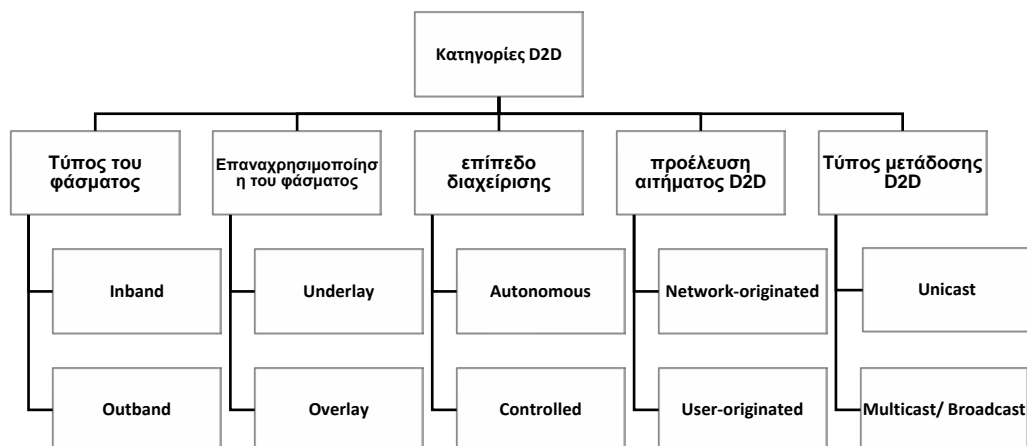 Κατηγορίες D2D
Τύπος του
φάσματος
Επαναχρησιμοποίησ
η του φάσματος
επίπεδο
διαχείρισης
προέλευση
αιτήματος D2D
Τύπος μετάδοσης
D2D
Inband
Underlay
Autonomous
Network-originated
Unicast
Outband
Overlay
Controlled
User-originated
Multicast/ Broadcast